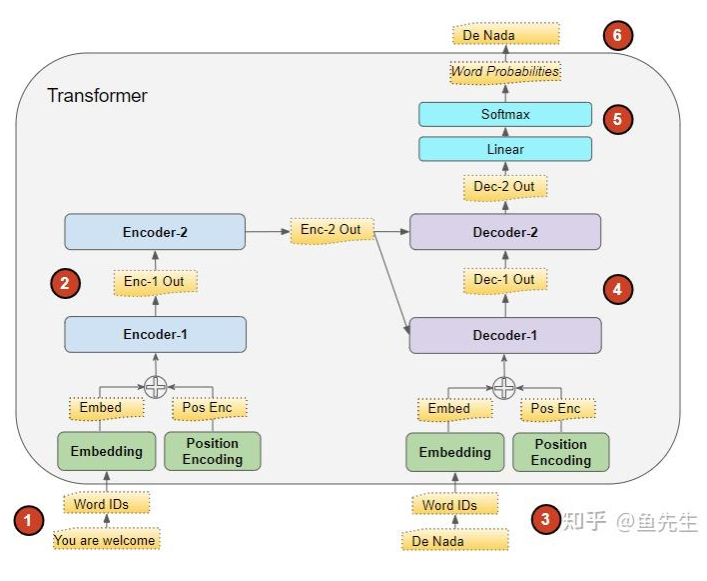 6
De Nada
Word Probabilities
Transformer
Softmax
5
Linear
Dec-2 Out
Encoder-2
Enc-2 Out
Decoder-2
2
Enc-1 Out
Dec-1 Out
4
Encoder-1
Decoder-1
Embed
Pos Enc
Embed
Pos Enc
Embedding
Position
Encoding
Embedding
Position
Encoding
Word IDs
Word IDs
1
You are welcome
3
De Nada
知乎 @鱼先生